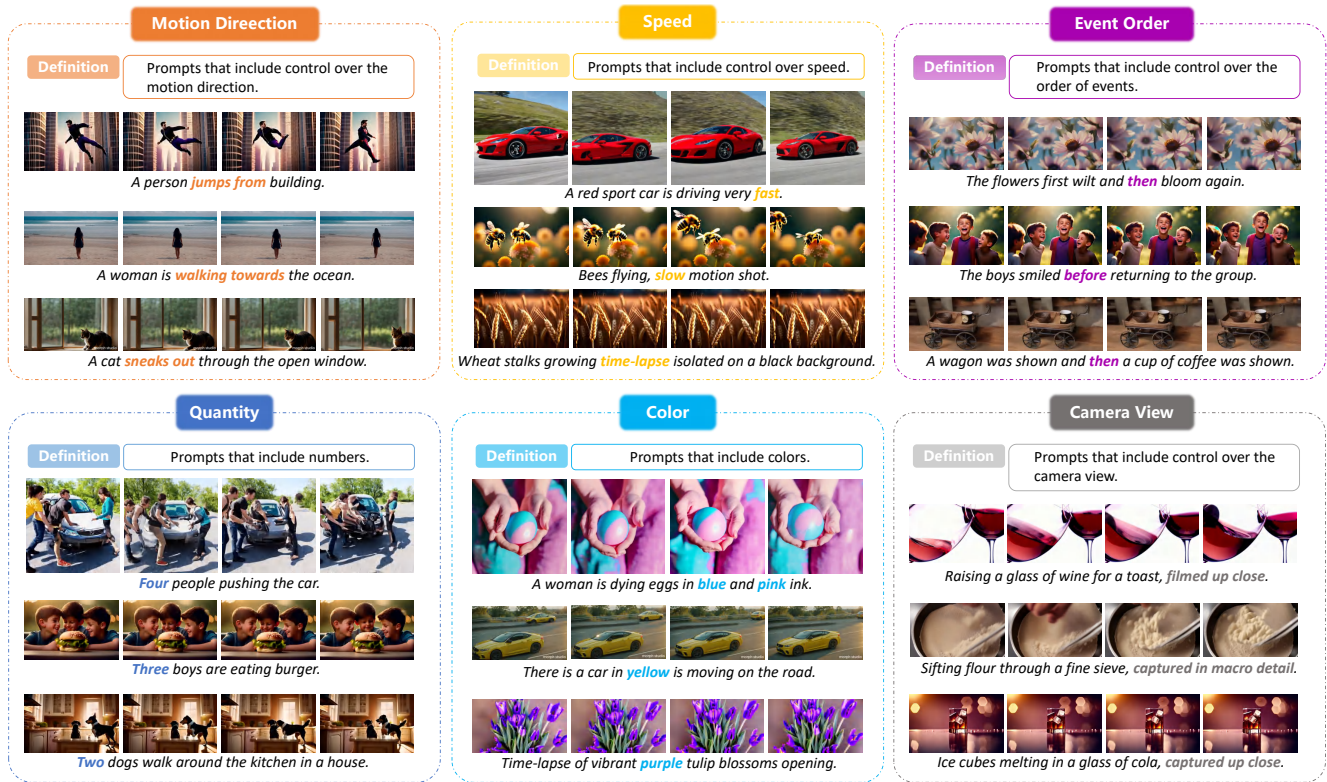 Motion Direection
Definition
Prompts that include control over the
motion direction.
A person jumps from building.
A woman is walking towards the ocean.
A cat sneaks out through the open window.
Speed
Definition
Prompts that include control over speed.
A red sport car is driving very fast.
Bees flying, slow motion shot.
Wheat stalks growing time-lapse isolated on a black background.
Event Order
Definition
Prompts that include control over the
order of events.
The flowers first wilt and then bloom again.
The boys smiled before returning to the group.
A wagon was shown and then a cup of coffee was shown.
Quantity
Definition
Prompts that include numbers.
Four people pushing the car.
Three boys are eating burger.
Two dogs walk around the kitchen in a house.
Color
Definition
Prompts that include colors.
A woman is dying eggs in blue and pink ink.
There is a car in yellow is moving on the road.
Time-lapse of vibrant purple tulip blossoms opening.
Camera View
Definition
Prompts that include control over the
camera view.
Raising a glass of wine for a toast, filmed up close.
Sifting flour through a fine sieve, captured in macro detail.
Ice cubes melting in a glass of cola, captured up close.